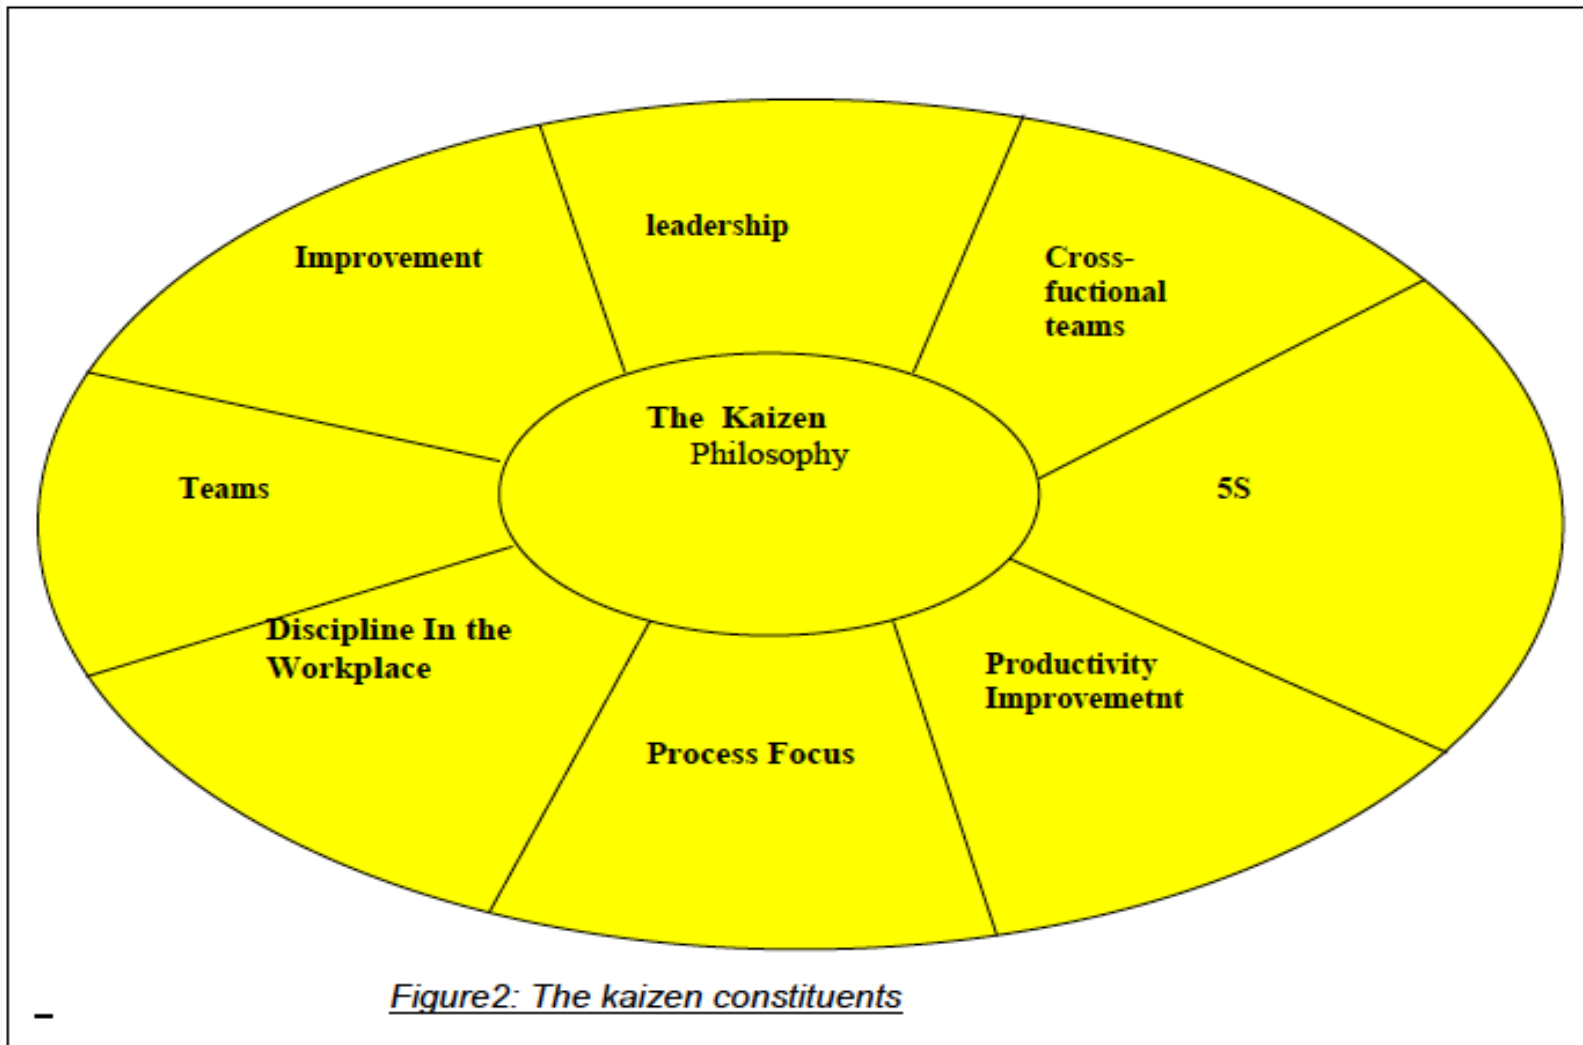 leadership
Improvement
Cross-
fuctional
teams
The Kaizen
Philosophy
Teams
5S
Discipline In the
Workplace
Productivity
Improvemetnt
Process Focus
Figure2: The kaizen constituents